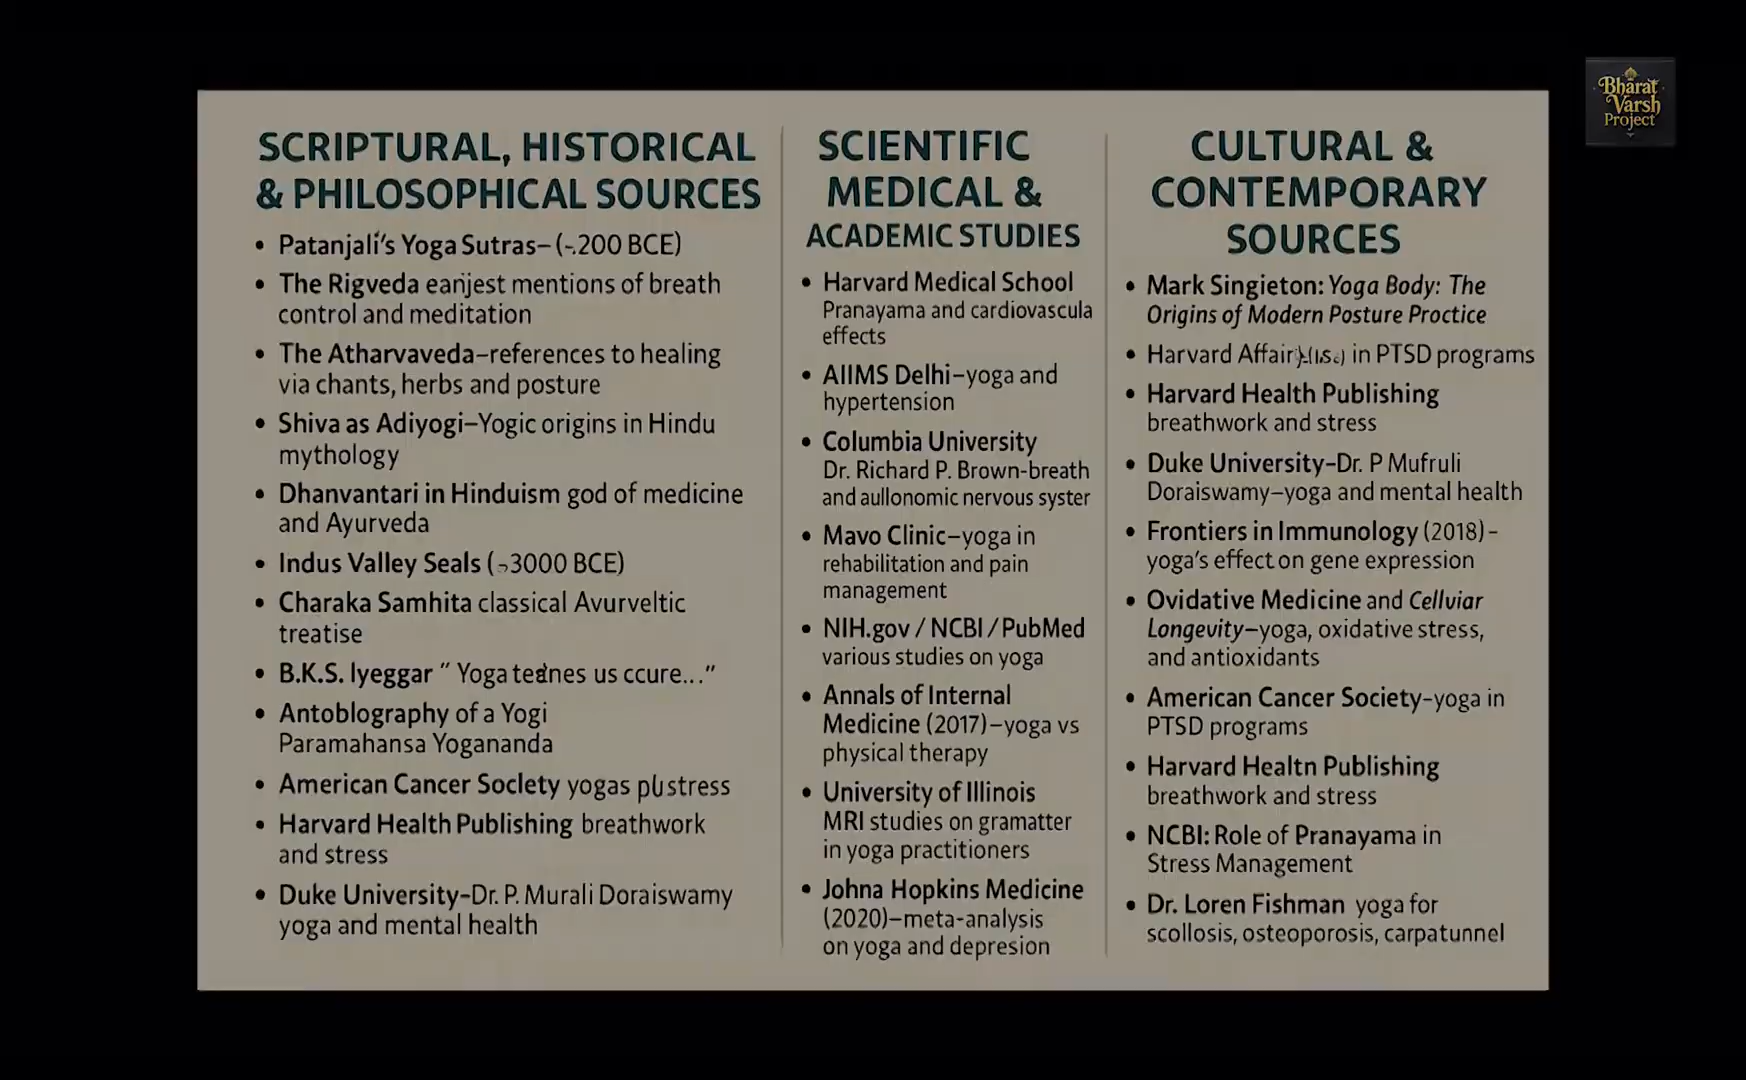 SCRIPTURAL, HISTORICAL
& PHILOSOPHICAL SOURCES
• Patanjali's Yoga Sutras– (-.200 BCE)
• The Rigveda eanjest mentions of breath
control and meditation
• The Atharvaveda–references to healing
via chants, herbs and posture
• Shiva as Adiyogi–Yogic origins in Hindu
mythology
• Dhanvantari in Hinduism god of medicine
and Ayurveda
• Indus Valley Seals (~3000 BCE)
• Charaka Samhita classical Avurveltic
treatise
• B.K.S. Iyeggar " Yoga us ccure..."
• Antoblography of a Yogi
Paramahansa Yogananda
• American Cancer Soclety yogas stress
• Harvard Health Publishing breathwork
and stress
• Duke University–Dr. P. Murali Doraiswamy
yoga and mental health
SCIENTIFIC
MEDICAL &
ACADEMIC STUDIES
• Harvard Medical School
Pranayama and cardiovascula
effects
• AIIMS Delhi–yoga and
hypertension
• Columbia University
Dr. Richard P. Brown-breath
and aullonomic nervous syster
• Mavo Clinic–yoga in
rehabilitation and pain
management
• NIH.gov / NCBI / PubMed
various studies on yoga
• Annals of Internal
Medicine (2017)–yoga vs
physical therapy
• University of Illinois
MRI studies on gramatter
in yoga practitioners
• Johna Hopkins Medicine
(2020)–meta-analysis
on yoga and depresion
CULTURAL &
CONTEMPORARY
SOURCES
• Mark Singieton: Yoga Body: The
Origins of Modern Posture Proctice
• Harvard in PTSD programs
• Harvard Health Publishing
breathwork and stress
• Duke University–Dr. P Mufruli
Doraiswamy–yoga and mental health
• Frontiers in Immunology (2018) -
yoga's effect on gene expression
• Ovidative Medicine and Celluiar
Longevity–yoga, oxidative stress,
and antioxidants
• American Cancer Society–yoga in
PTSD programs
• Harvard Healtn Publishing
breathwork and stress
• NCBI: Role of Pranayama in
Stress Management
• Dr. Loren Fishman yoga for
scollosis, osteoporosis, carpatunnel
Bharat
Varsh
Project